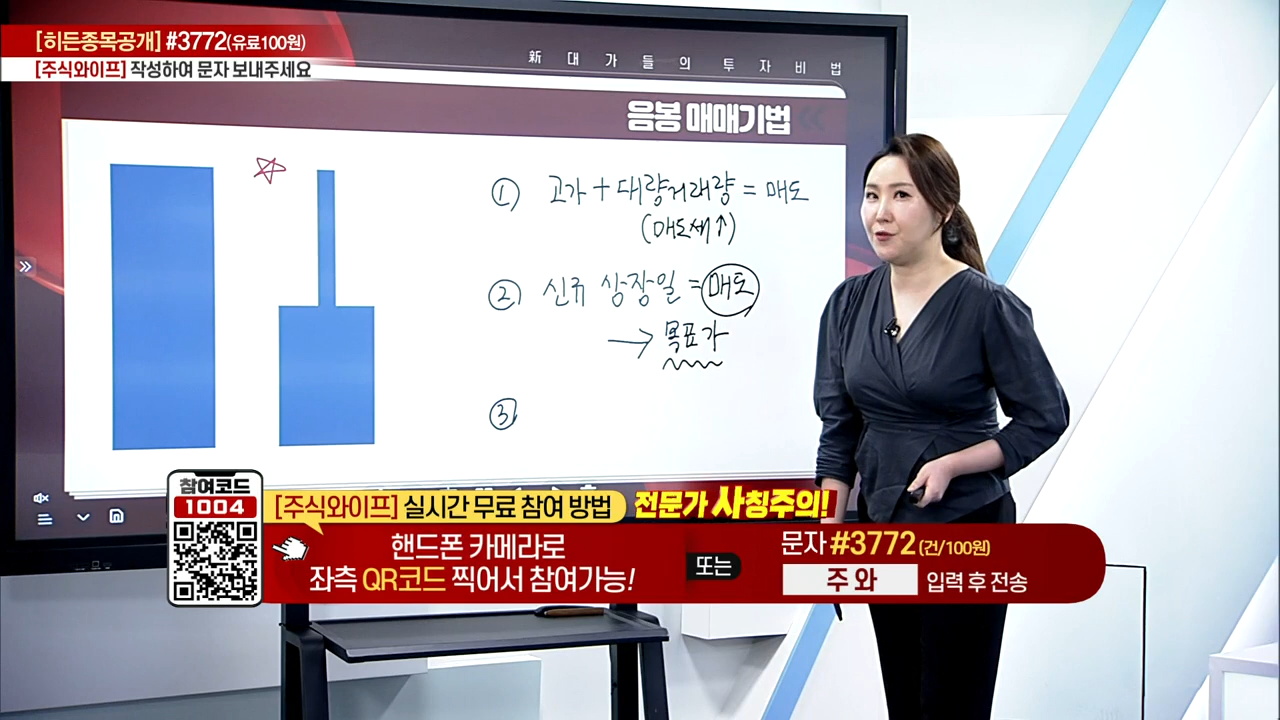 [히든종목공개] #3772(유료100원)
[주식와이프] 작성하여 문자 보내주세요
新대가들의투자비법
음봉 매매기법
① 고가 + 대량거래량 = 매도
(매도세↑)
② 신규 상장일 = 매도
→ 목표가
③
참여코드
1004
[주식와이프] 실시간 무료 참여 방법
전문가 사칭주의!
핸드폰 카메라로
좌측 QR코드 찍어서 참여가능!
또는
문자 #3772 (건/100원)
주 와 입력 후 전송